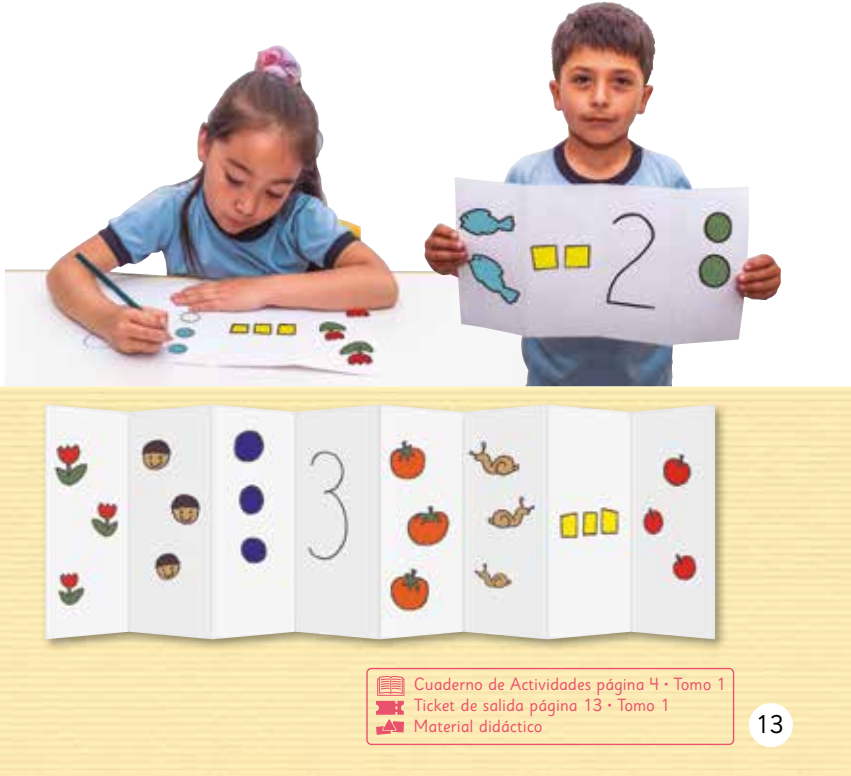 2
3
Cuaderno de Actividades página 4 • Tomo 1
Ticket de salida página 13 • Tomo 1
Material didáctico
13